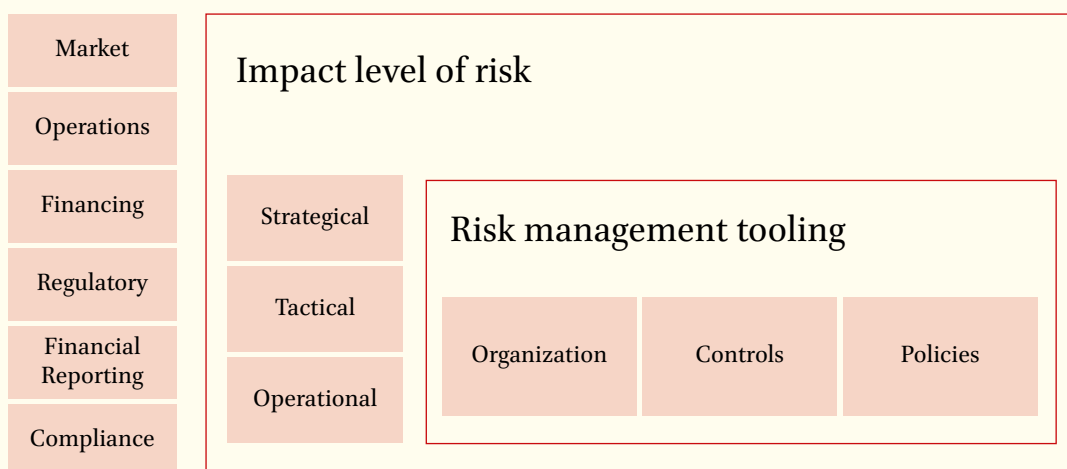 Market
Operations
Financing
Regulatory
Financial
Reporting
Compliance
Impact level of risk
Strategical
Tactical
Operational
Risk management tooling
Organization
Controls
Policies